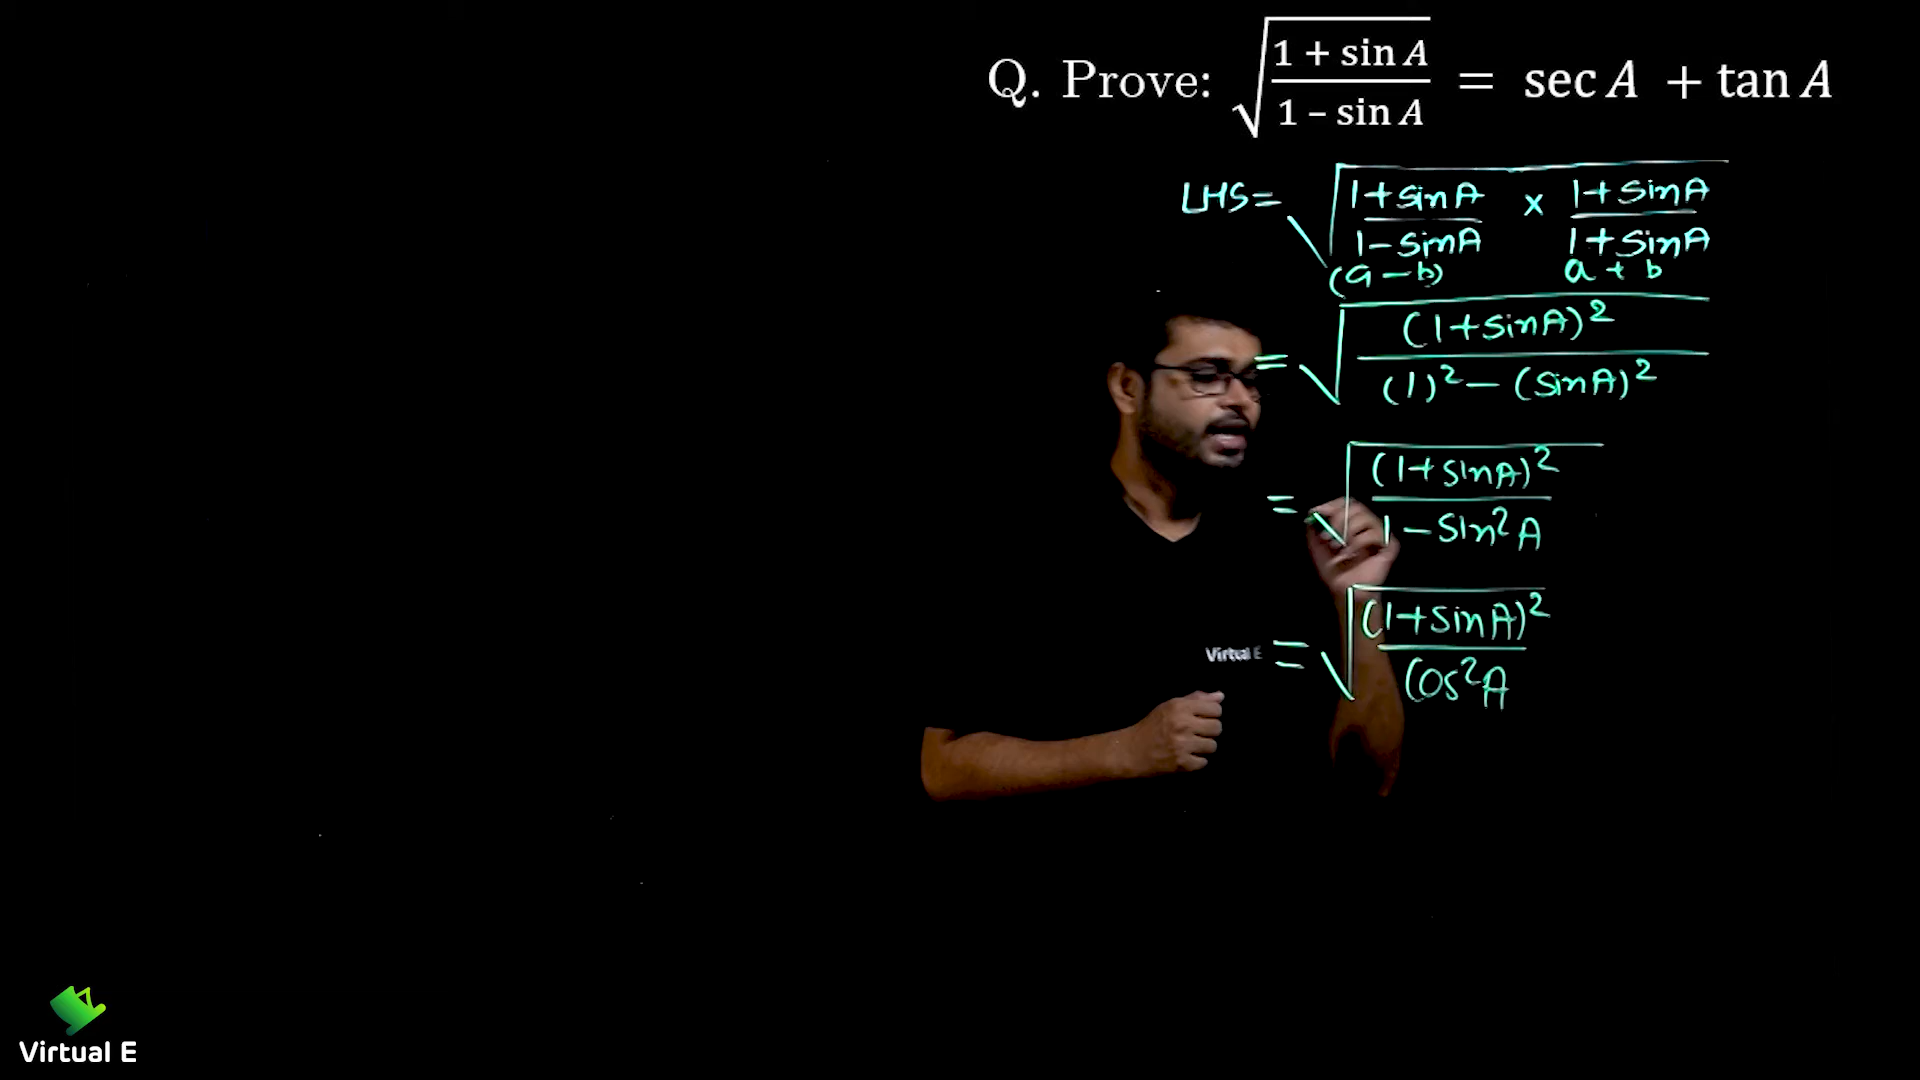 Q. Prove: √((1 + sin A)/(1 – sin A)) = sec A + tan A
LHS = √((1+sinA)/(1-sinA) × (1+sinA)/(1+sinA))
(a-b) a+b
= √((1+sinA)²/((1)²-(sinA)²))
= √((1+sinA)²/(1-Sin²A))
= √((1+sinA)²/(Cos²A))
Virtual E
Virtual E